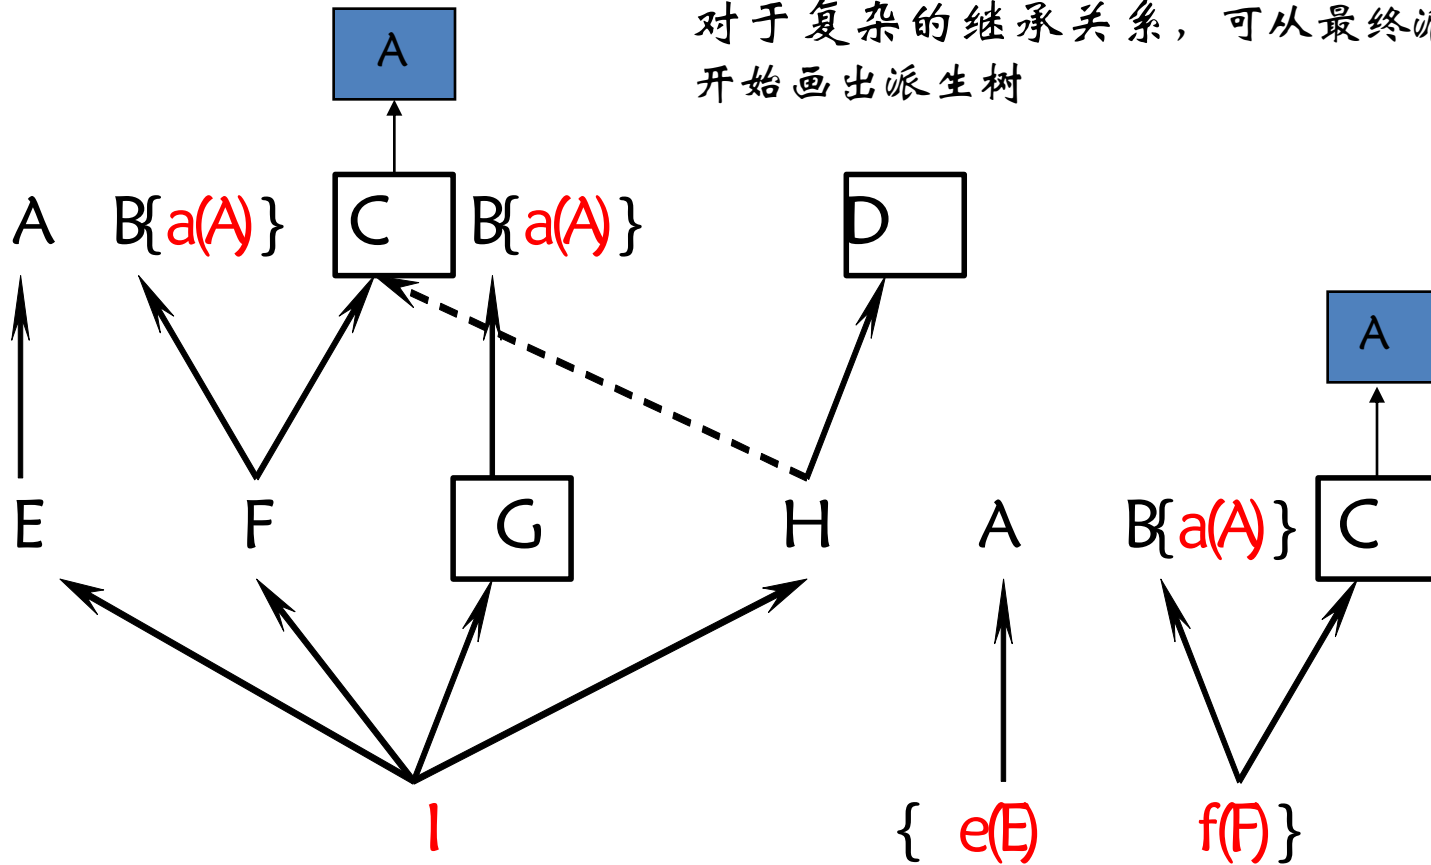 对于复杂的继承关系，可从最终
开始画出派生树
A
A B{a(A)} C B{a(A)} D
A
E F G H A B{a(A)} C
I { e(E) f(F)}